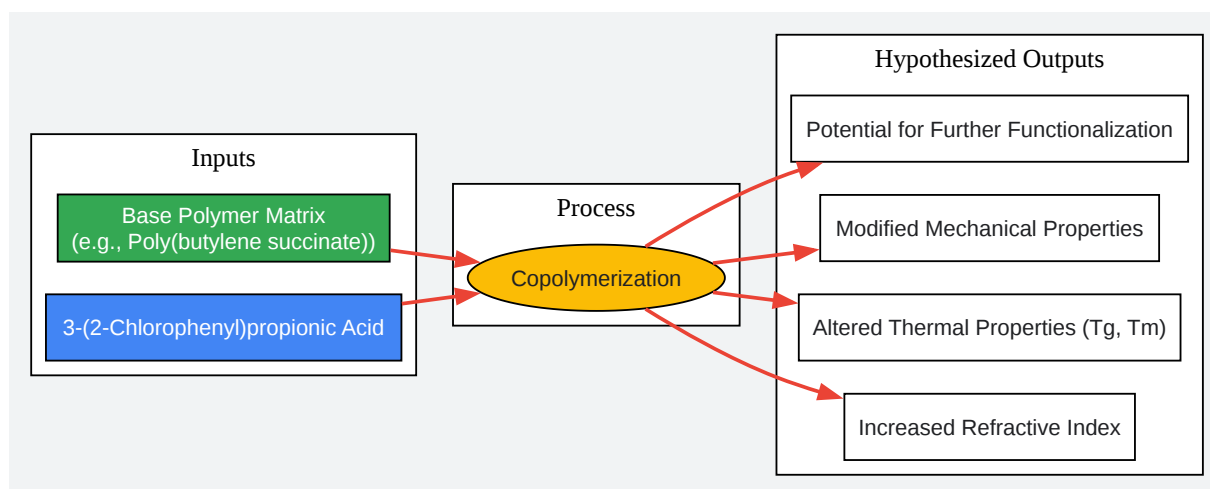 Inputs
Base Polymer Matrix
(e.g., Poly(butylene succinate))
3-(2-Chlorophenyl)propionic Acid
Process
Copolymerization
Hypothesized Outputs
Potential for Further Functionalization
Modified Mechanical Properties
Altered Thermal Properties (Tg, Tm)
Increased Refractive Index